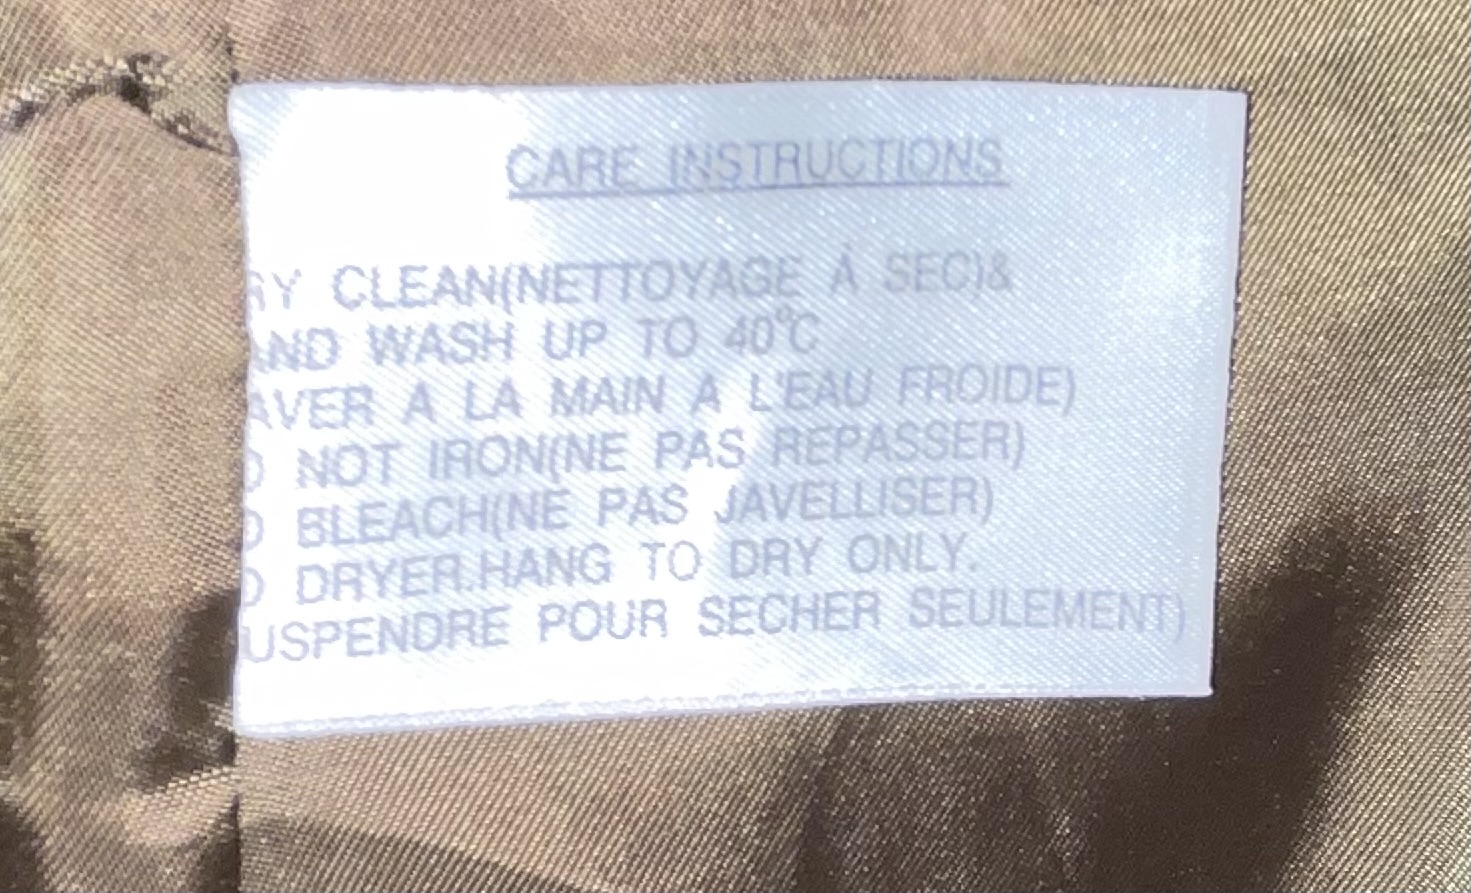 CARE INSTRUCTIONS
RY CLEAN(NETTOYAGE À SEC)&
AND WASH UP TO 40°C
AVER A LA MAIN A L'EAU FROIDE)
O NOT IRON(NE PAS REPASSER)
O BLEACH(NE PAS JAVELLISER)
O DRYER.HANG TO DRY ONLY.
USPENDRE POUR SECHER SEULEMENT)